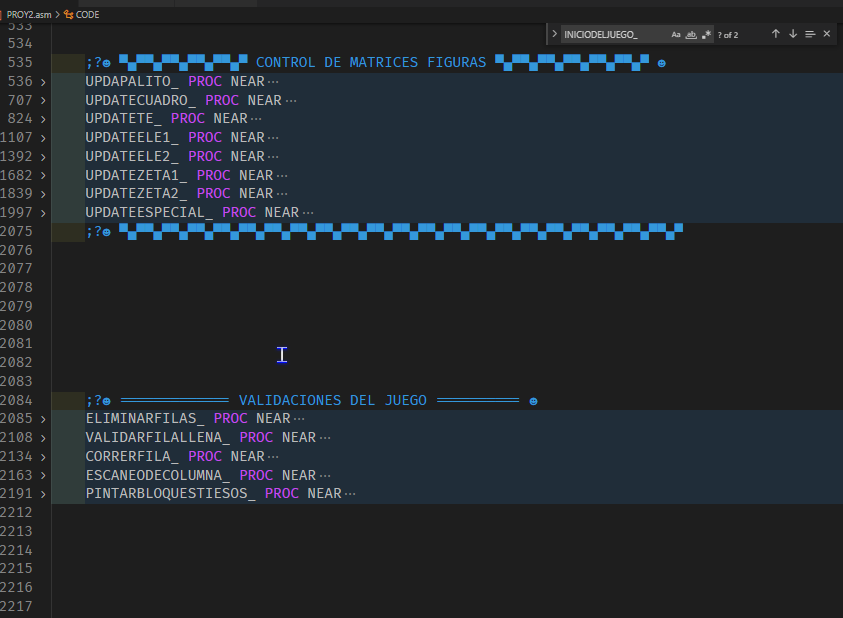 PROY2.asm > CODE
INICIODELJUEGO_ Aa ab .* ? of 2
533
534
535 ;?☻ ▀▄▀▀▄▀▀▄▀▀▄▀▀▄▀ CONTROL DE MATRICES FIGURAS ▀▄▀▀▄▀▀▄▀▀▄▀▀▄▀▀▄▀ ☻
536 > UPDAPALITO_ PROC NEAR···
707 > UPDATECUADRO_ PROC NEAR···
824 > UPDATETE_ PROC NEAR···
1107 > UPDATEELE1_ PROC NEAR···
1392 > UPDATEELE2_ PROC NEAR···
1682 > UPDATEZETA1_ PROC NEAR···
1839 > UPDATEZETA2_ PROC NEAR···
1997 > UPDATEESPECIAL_ PROC NEAR···
2075 ;?☻ ▀▄▀▀▄▀▀▄▀▀▄▀▀▄▀▀▄▀▀▄▀▀▄▀▀▄▀▀▄▀▀▄▀▀▄▀▀▄▀▀▄▀▀▄▀▀▄▀▀▄▀▀▄▀▀▄▀▀▄▀▀▄▀
2076
2077
2078
2079
2080
2081
2082
2083
2084 ;?☻ ═════════════ VALIDACIONES DEL JUEGO ══════════ ☻
2085 > ELIMINARFILAS_ PROC NEAR···
2108 > VALIDARFILALLENA_ PROC NEAR···
2134 > CORRERFILA_ PROC NEAR···
2163 > ESCANEODECOLUMNA_ PROC NEAR···
2191 > PINTARBLOQUESTIESOS_ PROC NEAR···
2212
2213
2214
2215
2216
2217